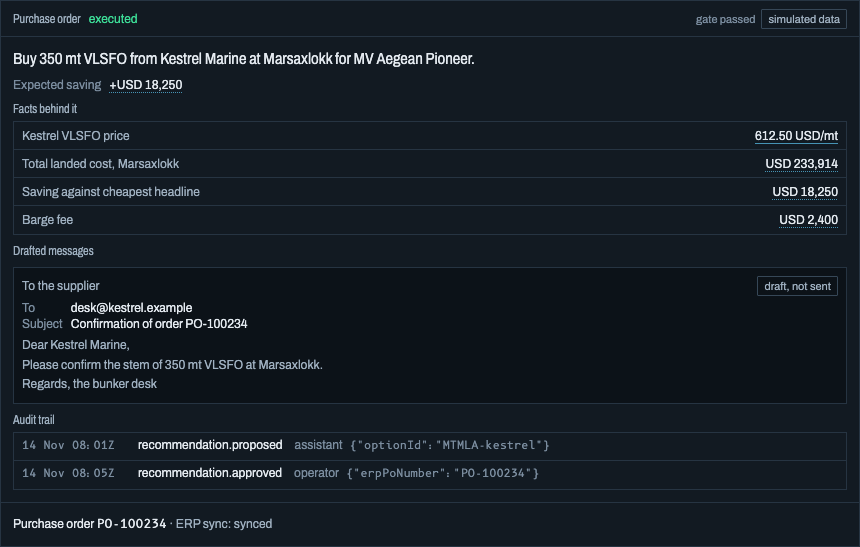 Purchase order executed gate passed simulated data
Buy 350 mt VLSFO from Kestrel Marine at Marsaxlokk for MV Aegean Pioneer.
Expected saving +USD 18,250
Facts behind it
Kestrel VLSFO price 612.50 USD/mt
Total landed cost, Marsaxlokk USD 233,914
Saving against cheapest headline USD 18,250
Barge fee USD 2,400
Drafted messages
To the supplier draft, not sent
To desk@kestrel.example
Subject Confirmation of order PO-100234
Dear Kestrel Marine,
Please confirm the stem of 350 mt VLSFO at Marsaxlokk.
Regards, the bunker desk
Audit trail
14 Nov 08:01Z recommendation.proposed assistant {"optionId":"MTMLA-kestrel"}
14 Nov 08:05Z recommendation.approved operator {"erpPoNumber":"PO-100234"}
Purchase order PO-100234 · ERP sync: synced